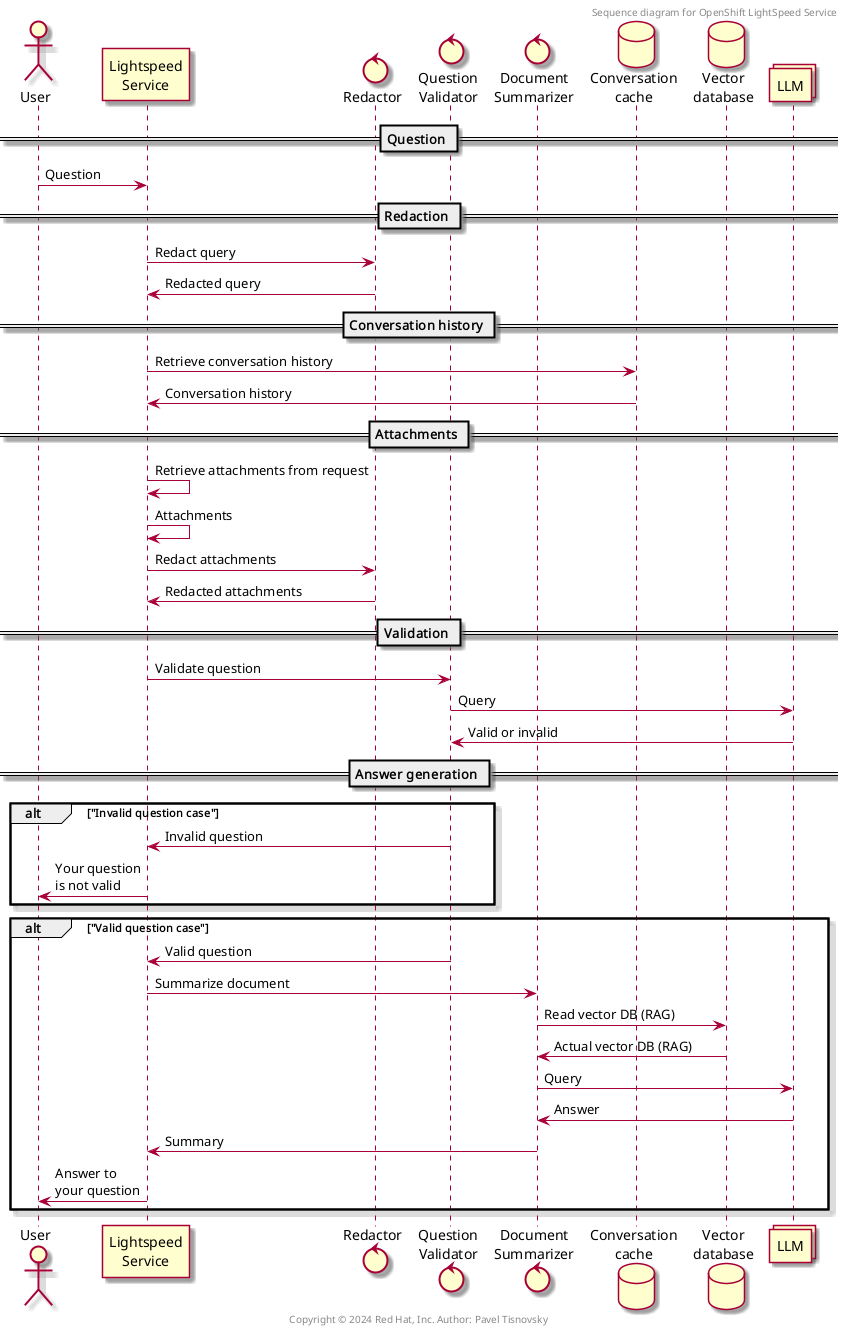 Sequence diagram for OpenShift LightSpeed Service
User
Lightspeed
Service
Redactor
Question
Validator
Document
Summarizer
Conversation
cache
Vector
database
LLM
Question
Question
Redaction
Redact query
Redacted query
Conversation history
Retrieve conversation history
Conversation history
Attachments
Retrieve attachments from request
Attachments
Redact attachments
Redacted attachments
Validation
Validate question
Query
Valid or invalid
Answer generation
alt ["Invalid question case"]
Invalid question
Your question
is not valid
alt ["Valid question case"]
Valid question
Summarize document
Read vector DB (RAG)
Actual vector DB (RAG)
Query
Answer
Summary
Answer to
your question
User
Lightspeed
Service
Redactor
Question
Validator
Document
Summarizer
Conversation
cache
Vector
database
LLM
Copyright © 2024 Red Hat, Inc. Author: Pavel Tisnovsky